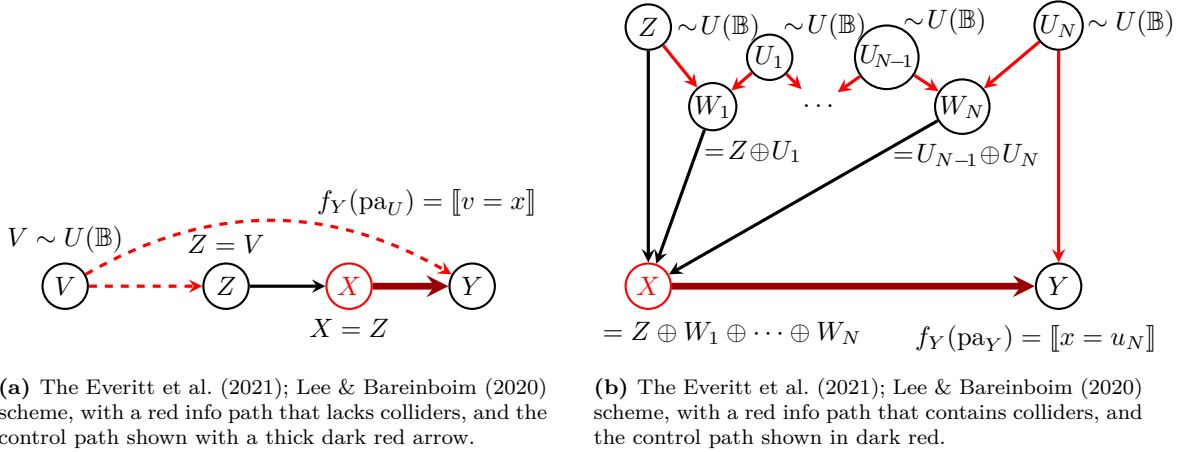 f_Y(pa_U) = ⟦v = x⟧
V ∼ U(𝔹)
Z = V
V
Z
X
Y
X = Z
(a) The Everitt et al. (2021); Lee & Bareinboim (2020)
scheme, with a red info path that lacks colliders, and the
control path shown with a thick dark red arrow.
Z ∼U(𝔹) ∼U(𝔹) ∼U(𝔹) U_N ∼ U(𝔹)
U_1 U_{N−1}
W_1 ··· W_N
=Z⊕U_1 =U_{N−1}⊕U_N
X Y
= Z ⊕ W_1 ⊕ ··· ⊕ W_N f_Y(pa_Y) = ⟦x = u_N⟧
(b) The Everitt et al. (2021); Lee & Bareinboim (2020)
scheme, with a red info path that contains colliders, and
the control path shown in dark red.